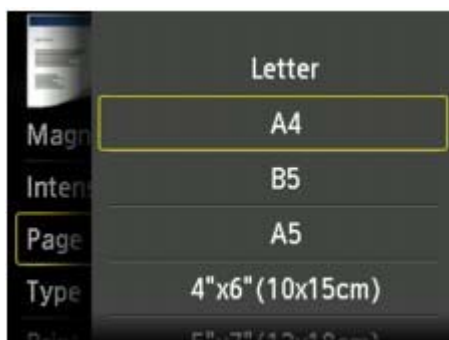 Letter
A4
Magn
B5
Inten
Page
A5
Type
4"x6"(10x15cm)